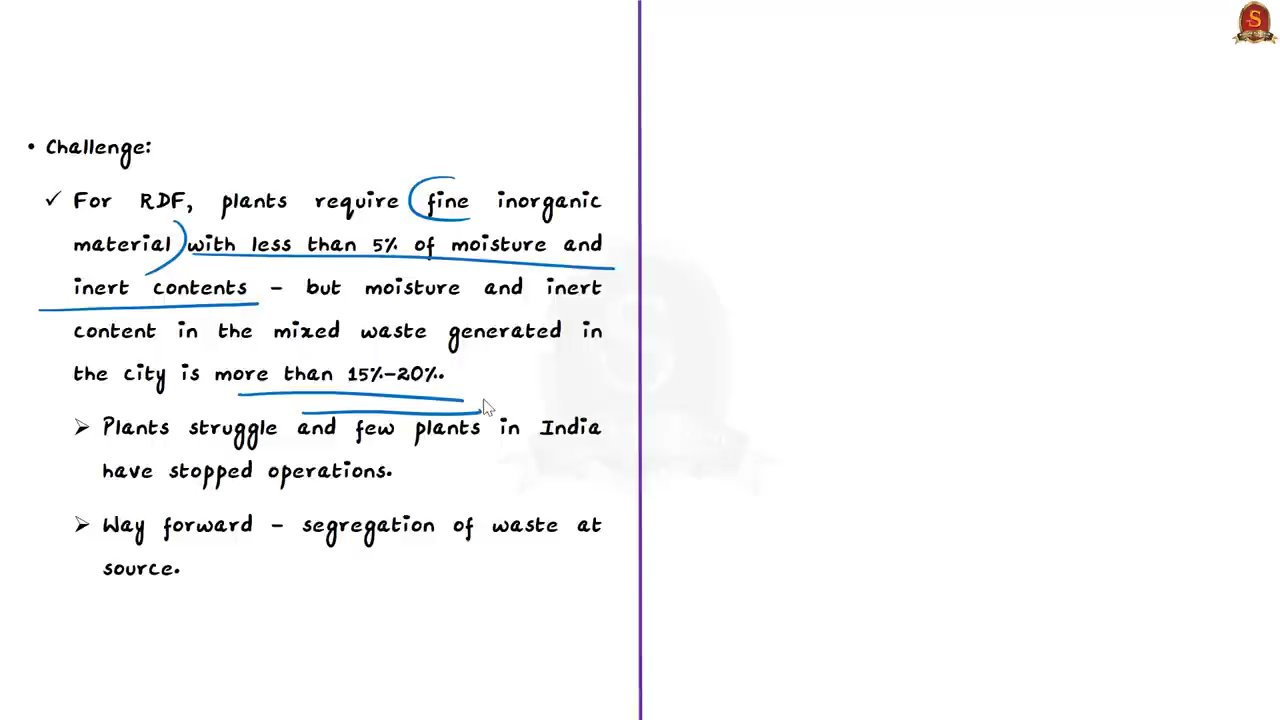 • Challenge:
✓ For RDF, plants require fine inorganic
material with less than 5% of moisture and
inert contents – but moisture and inert
content in the mixed waste generated in
the city is more than 15%-20%.
➢ Plants struggle and few plants in India
have stopped operations.
➢ Way forward – segregation of waste at
source.
S